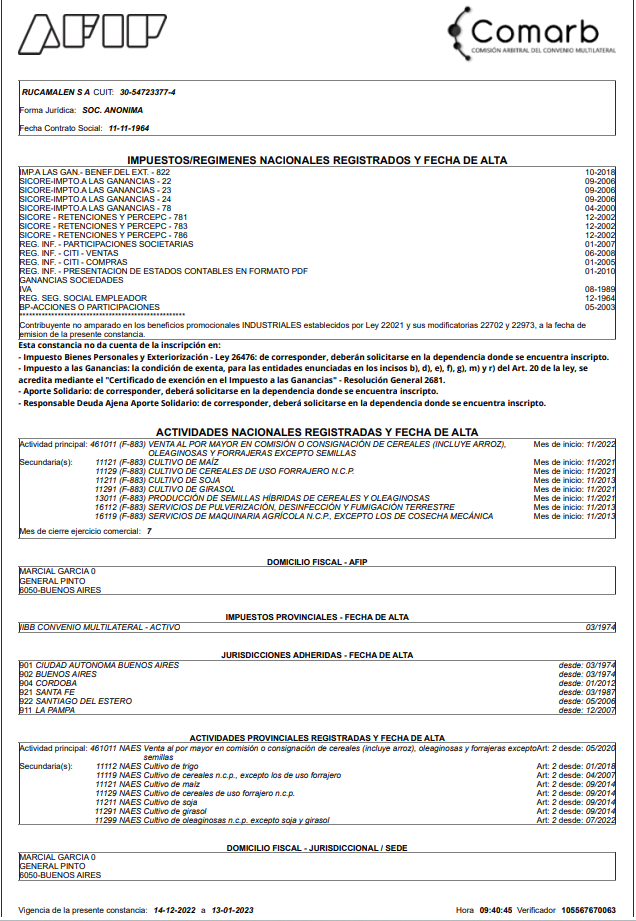 AFIP
Comarb
COMISIÓN ARBITRAL DEL CONVENIO MULTILATERAL
RUCAMALEN S A CUIT: 30-54723377-4
Forma Jurídica: SOC. ANONIMA
Fecha Contrato Social: 11-11-1964
IMPUESTOS/REGIMENES NACIONALES REGISTRADOS Y FECHA DE ALTA
IMP.A LAS GAN.- BENEF.DEL EXT. - 822 10-2018
SICORE-IMPTO.A LAS GANANCIAS - 22 09-2006
SICORE-IMPTO.A LAS GANANCIAS - 23 09-2006
SICORE-IMPTO.A LAS GANANCIAS - 24 09-2006
SICORE-IMPTO.A LAS GANANCIAS - 78 04-2000
SICORE - RETENCIONES Y PERCEPC - 781 12-2002
SICORE - RETENCIONES Y PERCEPC - 783 12-2002
SICORE - RETENCIONES Y PERCEPC - 786 12-2002
REG. INF. - PARTICIPACIONES SOCIETARIAS 01-2007
REG. INF. - CITI - VENTAS 06-2008
REG. INF. - CITI - COMPRAS 01-2005
REG. INF. - PRESENTACION DE ESTADOS CONTABLES EN FORMATO PDF 01-2010
GANANCIAS SOCIEDADES
IVA 08-1989
REG. SEG. SOCIAL EMPLEADOR 12-1964
BP-ACCIONES O PARTICIPACIONES 05-2003
**************************************************
Contribuyente no amparado en los beneficios promocionales INDUSTRIALES establecidos por Ley 22021 y sus modificatorias 22702 y 22973, a la fecha de
emision de la presente constancia.
Esta constancia no da cuenta de la inscripción en:
- Impuesto Bienes Personales y Exteriorización - Ley 26476: de corresponder, deberán solicitarse en la dependencia donde se encuentra inscripto.
- Impuesto a las Ganancias: la condición de exenta, para las entidades enunciadas en los incisos b), d), e), f), g), m) y r) del Art. 20 de la ley, se
acredita mediante el "Certificado de exención en el Impuesto a las Ganancias" - Resolución General 2681.
- Aporte Solidario: de corresponder, deberá solicitarse en la dependencia donde se encuentra inscripto.
- Responsable Deuda Ajena Aporte Solidario: de corresponder, deberá solicitarse en la dependencia donde se encuentra inscripto.
ACTIVIDADES NACIONALES REGISTRADAS Y FECHA DE ALTA
Actividad principal: 461011 (F-883) VENTA AL POR MAYOR EN COMISIÓN O CONSIGNACIÓN DE CEREALES (INCLUYE ARROZ), Mes de inicio: 11/2022
OLEAGINOSAS Y FORRAJERAS EXCEPTO SEMILLAS
Secundaria(s): 11121 (F-883) CULTIVO DE MAÍZ Mes de inicio: 11/2021
11129 (F-883) CULTIVO DE CEREALES DE USO FORRAJERO N.C.P. Mes de inicio: 11/2021
11211 (F-883) CULTIVO DE SOJA Mes de inicio: 11/2013
11291 (F-883) CULTIVO DE GIRASOL Mes de inicio: 11/2021
13011 (F-883) PRODUCCIÓN DE SEMILLAS HÍBRIDAS DE CEREALES Y OLEAGINOSAS Mes de inicio: 11/2021
16112 (F-883) SERVICIOS DE PULVERIZACIÓN, DESINFECCIÓN Y FUMIGACIÓN TERRESTRE Mes de inicio: 11/2013
16119 (F-883) SERVICIOS DE MAQUINARIA AGRÍCOLA N.C.P., EXCEPTO LOS DE COSECHA MECÁNICA Mes de inicio: 11/2013
Mes de cierre ejercicio comercial: 7
DOMICILIO FISCAL - AFIP
MARCIAL GARCIA 0
GENERAL PINTO
6050-BUENOS AIRES
IMPUESTOS PROVINCIALES - FECHA DE ALTA
IIBB CONVENIO MULTILATERAL - ACTIVO 03/1974
JURISDICCIONES ADHERIDAS - FECHA DE ALTA
901 CIUDAD AUTONOMA BUENOS AIRES desde: 03/1974
902 BUENOS AIRES desde: 03/1974
904 CORDOBA desde: 01/2012
921 SANTA FE desde: 03/1987
922 SANTIAGO DEL ESTERO desde: 05/2006
911 LA PAMPA desde: 12/2007
ACTIVIDADES PROVINCIALES REGISTRADAS Y FECHA DE ALTA
Actividad principal: 461011 NAES Venta al por mayor en comisión o consignación de cereales (incluye arroz), oleaginosas y forrajeras excepto Art: 2 desde: 05/2020
semillas
Secundaria(s): 11112 NAES Cultivo de trigo Art: 2 desde: 01/2018
11119 NAES Cultivo de cereales n.c.p., excepto los de uso forrajero Art: 2 desde: 04/2007
11121 NAES Cultivo de maíz Art: 2 desde: 09/2014
11129 NAES Cultivo de cereales de uso forrajero n.c.p. Art: 2 desde: 09/2014
11211 NAES Cultivo de soja Art: 2 desde: 09/2014
11291 NAES Cultivo de girasol Art: 2 desde: 09/2014
11299 NAES Cultivo de oleaginosas n.c.p. excepto soja y girasol Art: 2 desde: 07/2022
DOMICILIO FISCAL - JURISDICCIONAL / SEDE
MARCIAL GARCIA 0
GENERAL PINTO
6050-BUENOS AIRES
Vigencia de la presente constancia: 14-12-2022 a 13-01-2023 Hora 09:40:45 Verificador 105567670063